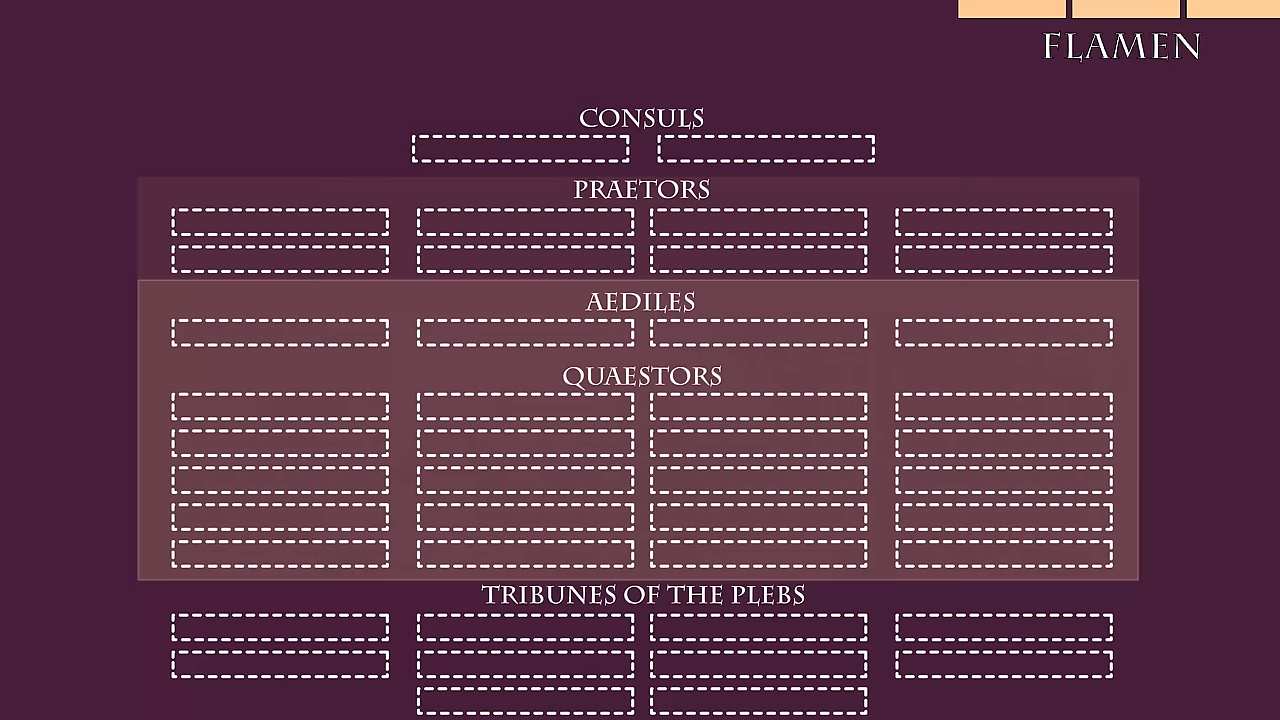 FLAMEN
CONSULS
PRAETORS
AEDILES
QUAESTORS
TRIBUNES OF THE PLEBS